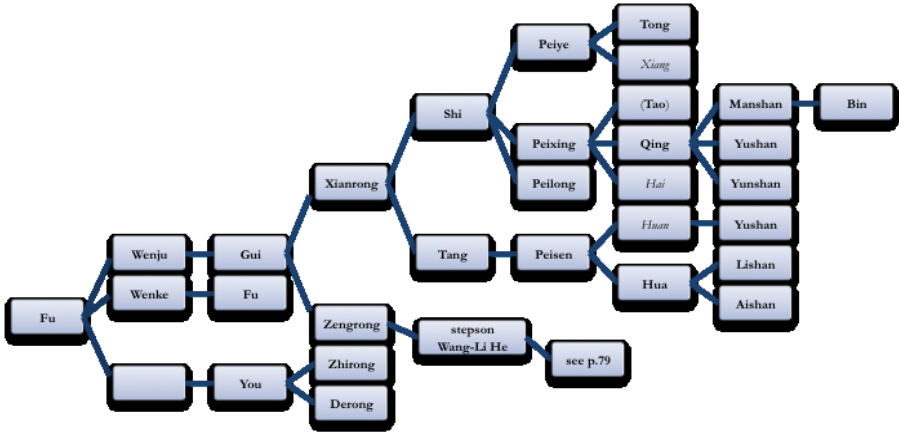 Tong
Peiye
Xiang
(Tao)
Manshan
Bin
Shi
Peixing
Qing
Yushan
Xianrong
Peilong
Hai
Yunshan
Huan
Yushan
Wenju
Gui
Tang
Peisen
Lishan
Hua
Wenke
Fu
Aishan
Fu
Zengrong
stepson
Wang-Li He
see p.79
Zhirong
You
Derong